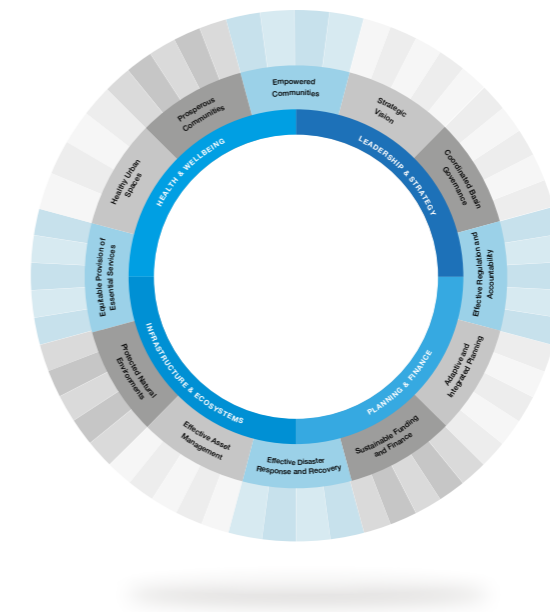 Empowered
Communities
Strategic
Vision
Coordinated Basin
Governance
Effective Regulation and
Accountability
Adaptive and
Integrated Planning
Sustainable Funding
and Finance
Effective Disaster
Response and Recovery
Effective Asset
Management
Protected Natural
Environments
Equitable Provision of
Essential Services
Healthy Urban
Spaces
Prosperous
Communities
LEADERSHIP & STRATEGY
PLANNING & FINANCE
INFRASTRUCTURE & ECOSYSTEMS
HEALTH & WELLBEING